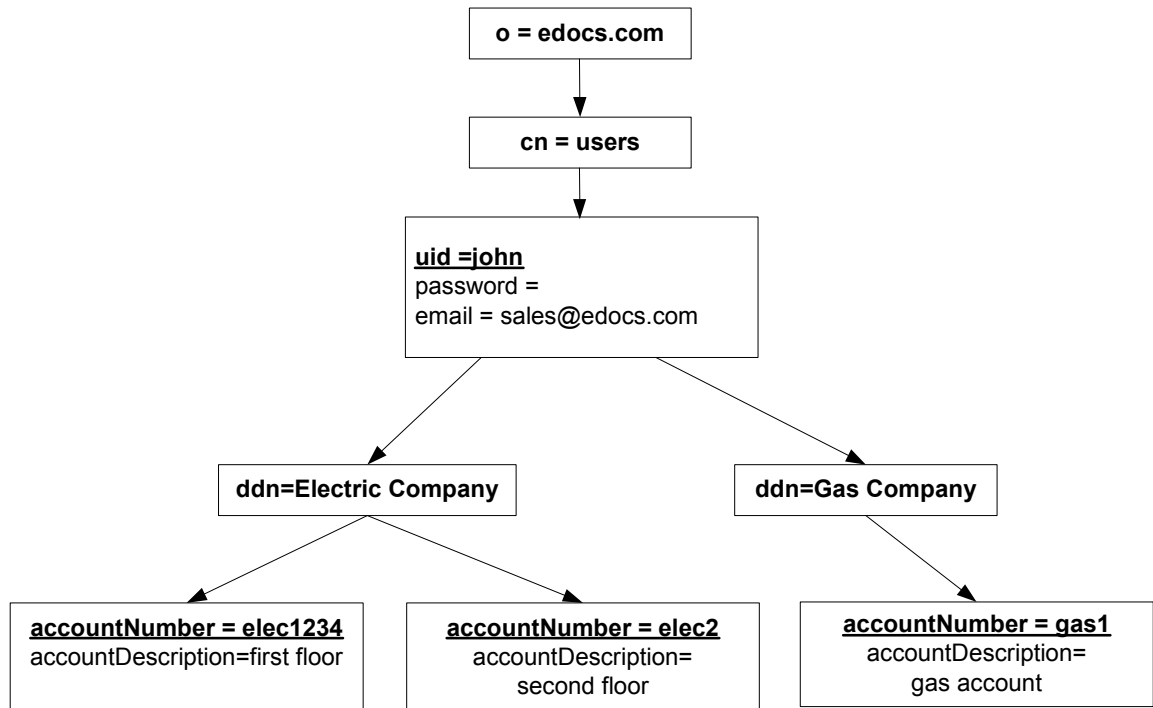 o = edocs.com
cn = users
uid =john
password =
email = sales@edocs.com
ddn=Electric Company
ddn=Gas Company
accountNumber = elec1234
accountDescription=first floor
accountNumber = elec2
accountDescription=
second floor
accountNumber = gas1
accountDescription=
gas account